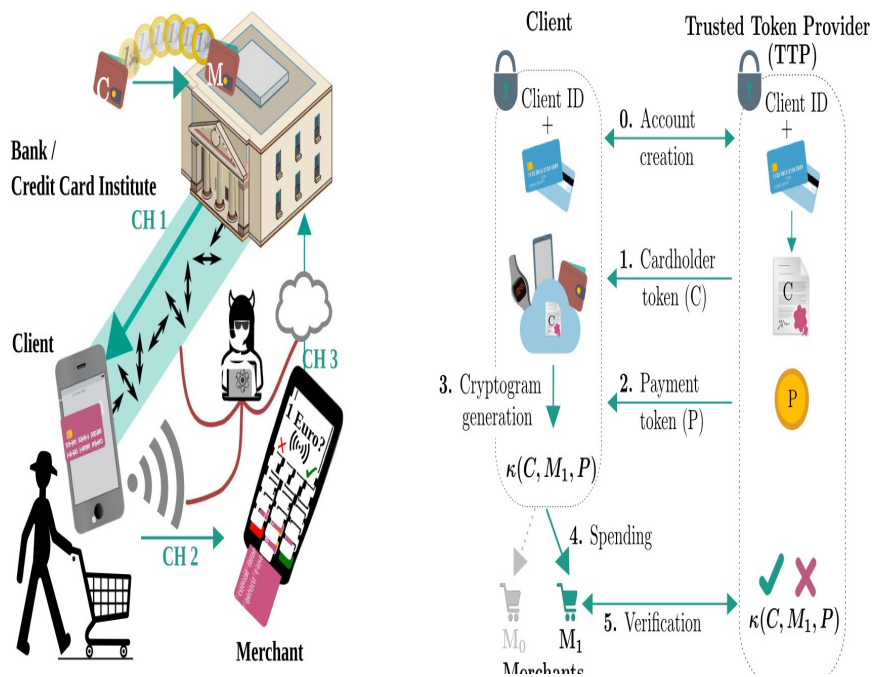 C
M
Bank /
Credit Card Institute
CH 1
Client
CH 3
1 Euro?
CH 2
Merchant
Client
Trusted Token Provider
(TTP)
Client ID
+
Client ID
+
0. Account
creation
1. Cardholder
token (C)
C
C
3. Cryptogram
generation
2. Payment
token (P)
P
κ(C, M₁, P)
4. Spending
M₀
M₁
5. Verification
κ(C, M₁, P)
Merchants